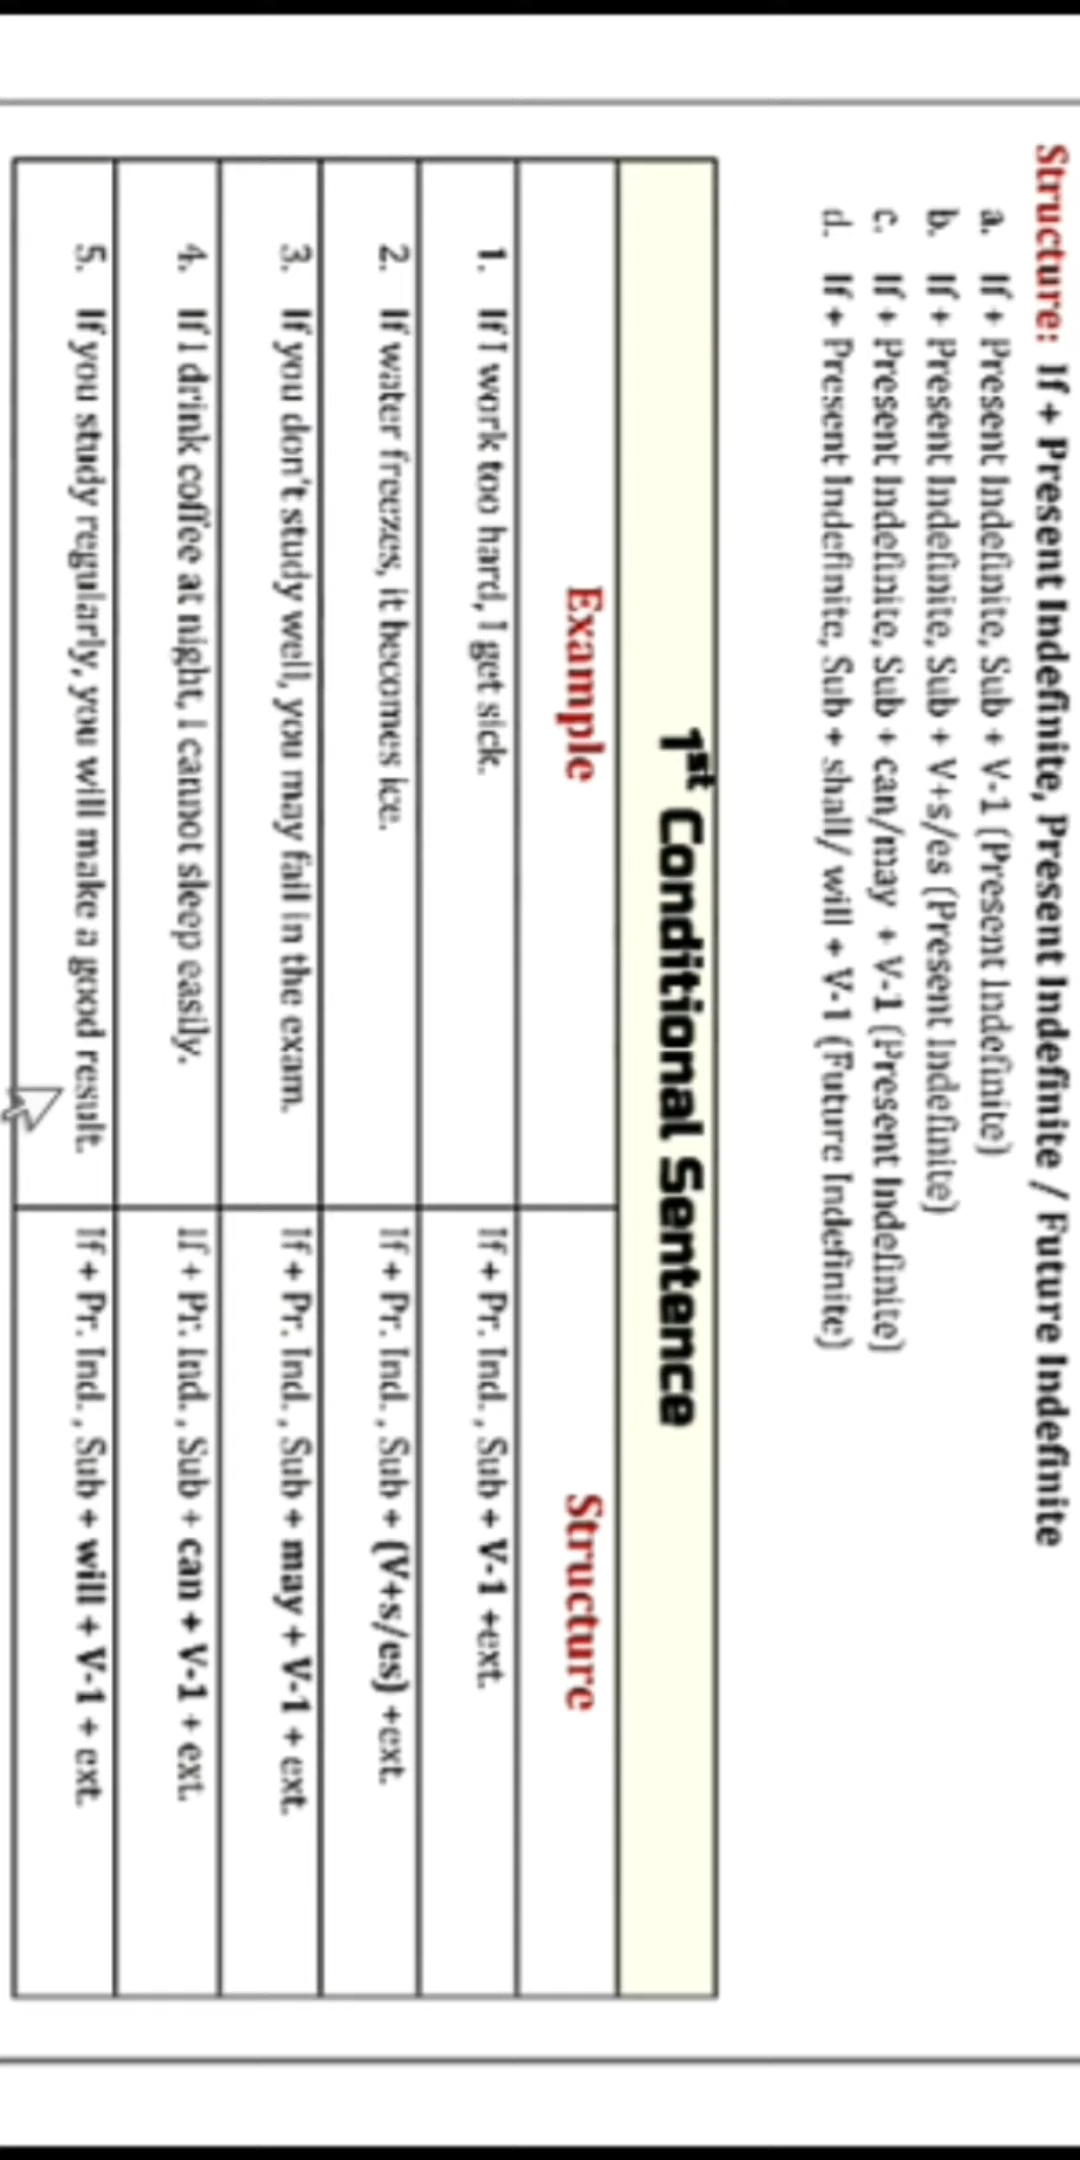 Structure: If + Present Indefinite, Present Indefinite / Future Indefinite
a. If + Present Indefinite, Sub + V-1 (Present Indefinite)
b. If + Present Indefinite, Sub + V+s/es (Present Indefinite)
c. If + Present Indefinite, Sub + can/may + V-1 (Present Indefinite)
d. If + Present Indefinite, Sub + shall/ will + V-1 (Future Indefinite)
1st Conditional Sentence
Example Structure
1. If I work too hard, I get sick. If + Pr. Ind. , Sub + V-1 +ext.
2. If water freezes, it becomes ice. If + Pr. Ind. , Sub + (V+s/es) +ext.
3. If you don't study well, you may fail in the exam. If + Pr. Ind. , Sub + may + V-1 + ext.
4. If I drink coffee at night, I cannot sleep easily. If + Pr. Ind. , Sub + can + V-1 + ext.
5. If you study regularly, you will make a good result. If + Pr. Ind. , Sub + will + V-1 + ext.